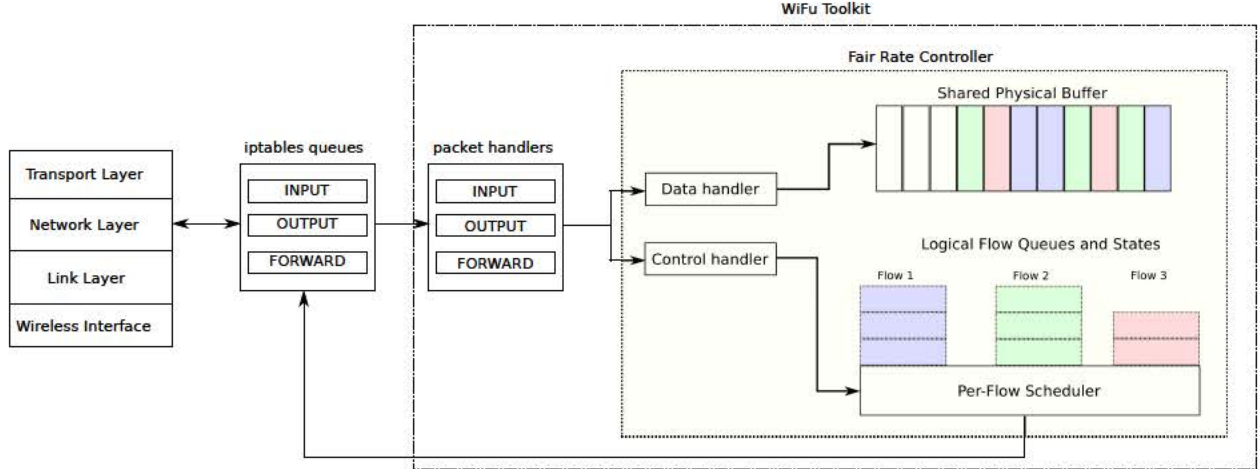 WiFu Toolkit
Fair Rate Controller
Shared Physical Buffer
iptables queues
packet handlers
Transport Layer
Network Layer
Link Layer
Wireless Interface
INPUT
OUTPUT
FORWARD
INPUT
OUTPUT
FORWARD
Data handler
Control handler
Logical Flow Queues and States
Flow 1
Flow 2
Flow 3
Per-Flow Scheduler